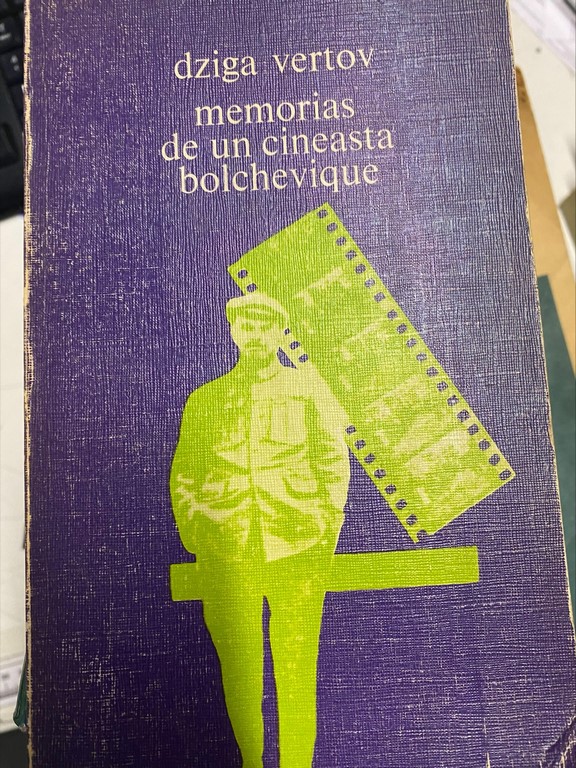 dziga vertov
memorias
de un cineasta
bolchevique